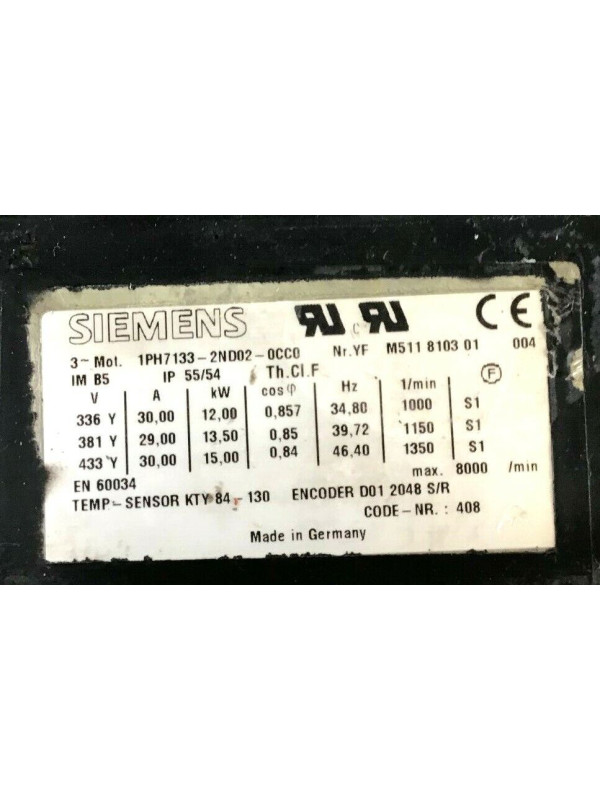 SIEMENS
3~Mot. 1PH7133-2ND02-0CC0 Nr.YF M511 8103 01 004
IM B5 IP 55/54 Th.Cl.F F
V A kW cosφ Hz 1/min
336 Y 30,00 12,00 0,857 34,80 1000 S1
381 Y 29,00 13,50 0,85 39,72 1150 S1
433 Y 30,00 15,00 0,84 46,40 1350 S1
max. 8000 /min
EN 60034
TEMP-SENSOR KTY 84-130 ENCODER D01 2048 S/R
CODE-NR.: 408
Made in Germany